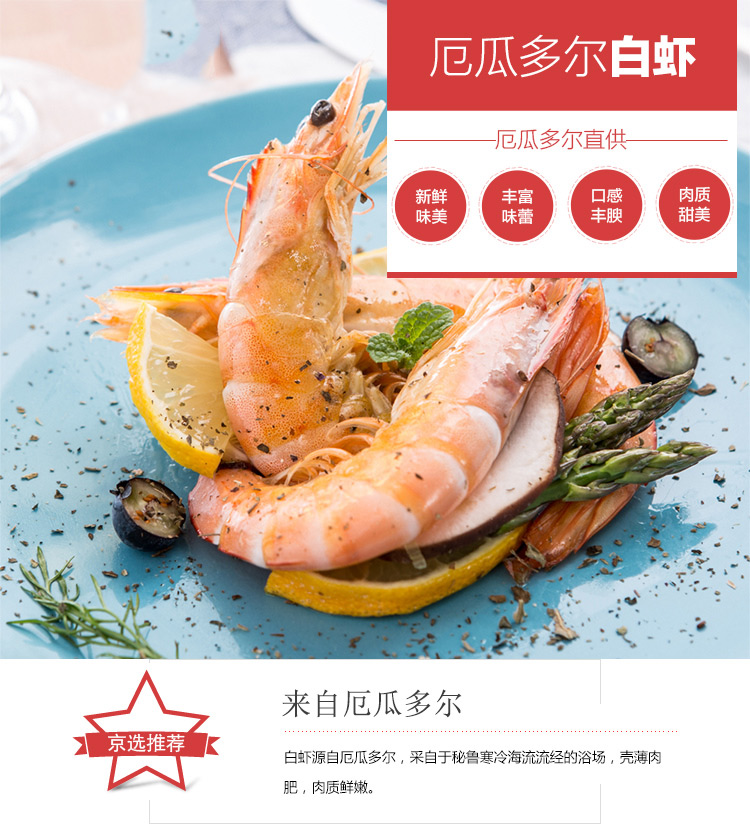 厄瓜多尔白虾
厄瓜多尔直供
新鲜
味美
丰富
味蕾
口感
丰腴
肉质
甜美
京选推荐
来自厄瓜多尔
白虾源自厄瓜多尔，采自于秘鲁寒冷海流流经的浴场，壳薄肉
肥，肉质鲜嫩。